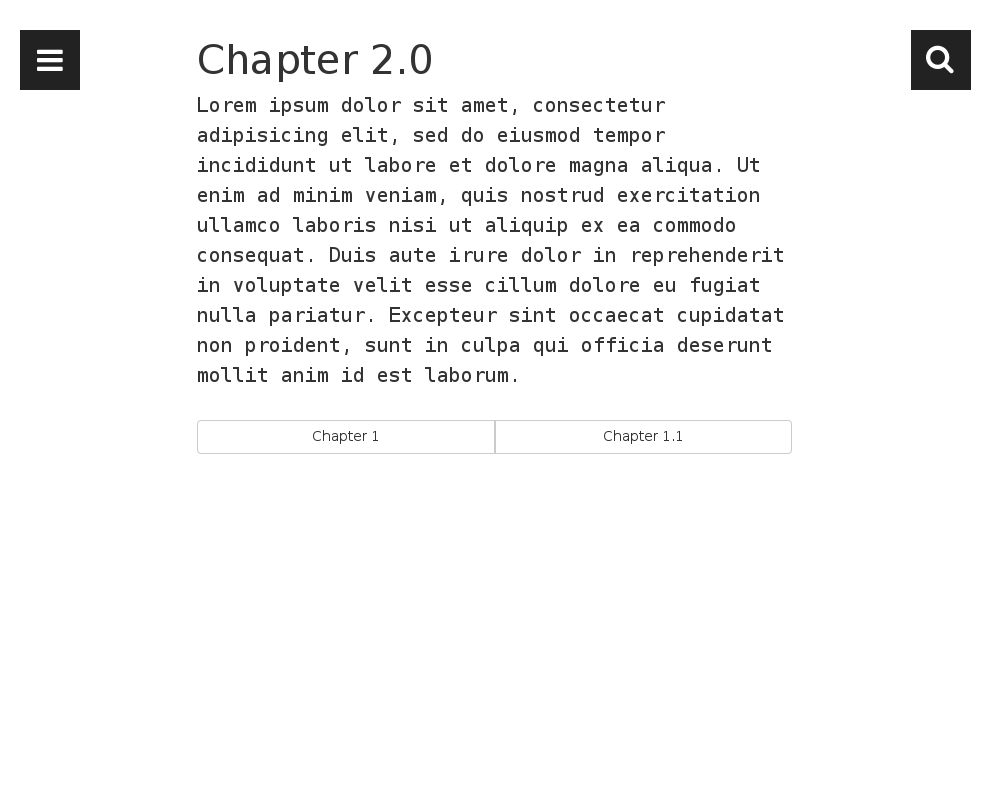 Chapter 2.0
Lorem ipsum dolor sit amet, consectetur
adipisicing elit, sed do eiusmod tempor
incididunt ut labore et dolore magna aliqua. Ut
enim ad minim veniam, quis nostrud exercitation
ullamco laboris nisi ut aliquip ex ea commodo
consequat. Duis aute irure dolor in reprehenderit
in voluptate velit esse cillum dolore eu fugiat
nulla pariatur. Excepteur sint occaecat cupidatat
non proident, sunt in culpa qui officia deserunt
mollit anim id est laborum.
Chapter 1
Chapter 1.1